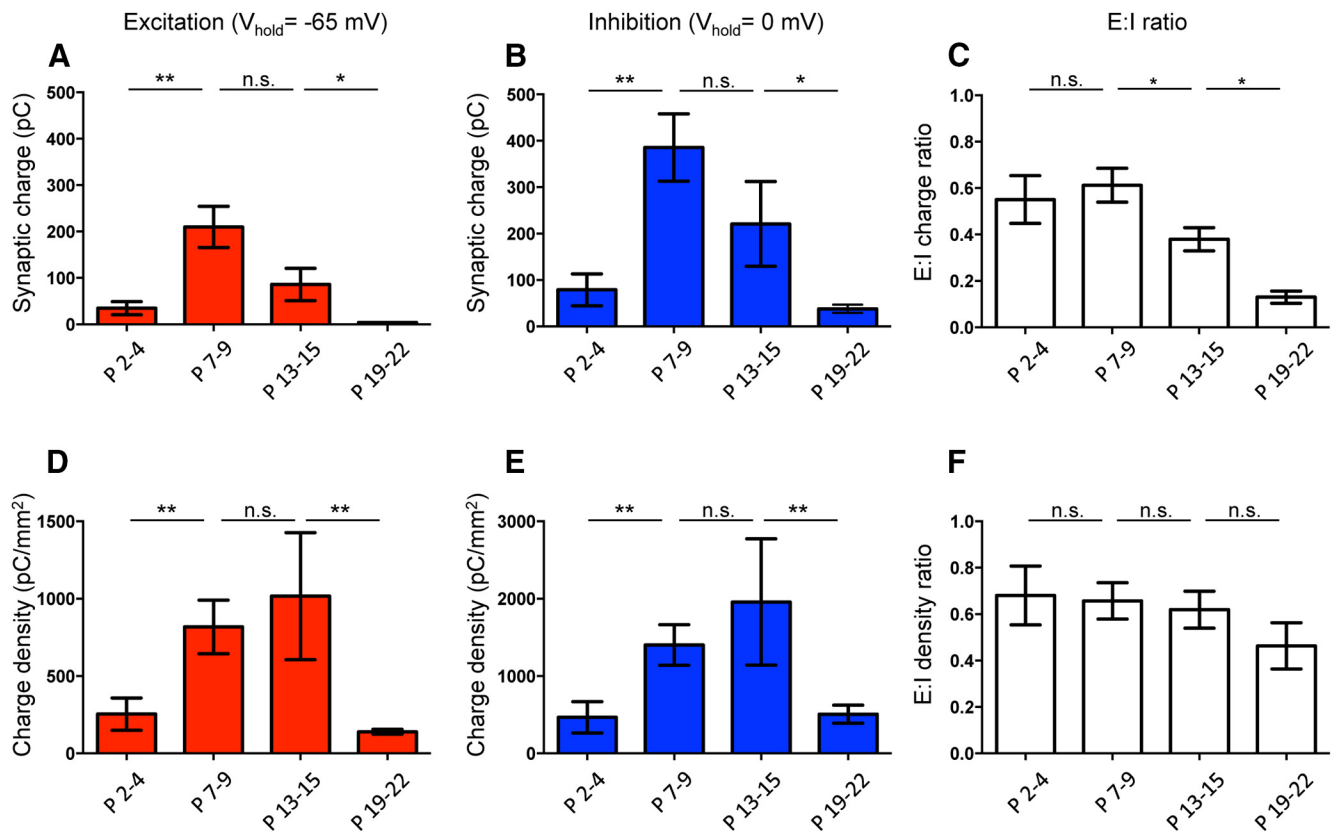 Excitation (Vhold= -65 mV)
Inhibition (Vhold= 0 mV)
E:I ratio
A
** n.s. *
Synaptic charge (pC)
500
400
300
200
100
0
P 2-4 P 7-9 P 13-15 P 19-22
B
** n.s. *
Synaptic charge (pC)
500
400
300
200
100
0
P 2-4 P 7-9 P 13-15 P 19-22
C
n.s. * *
E:I charge ratio
1.0
0.8
0.6
0.4
0.2
0.0
P 2-4 P 7-9 P 13-15 P 19-22
D
** n.s. **
Charge density (pC/mm²)
1500
1000
500
0
P 2-4 P 7-9 P 13-15 P 19-22
E
** n.s. **
Charge density (pC/mm²)
3000
2000
1000
0
P 2-4 P 7-9 P 13-15 P 19-22
F
n.s. n.s. n.s.
E:I density ratio
1.0
0.8
0.6
0.4
0.2
0.0
P 2-4 P 7-9 P 13-15 P 19-22